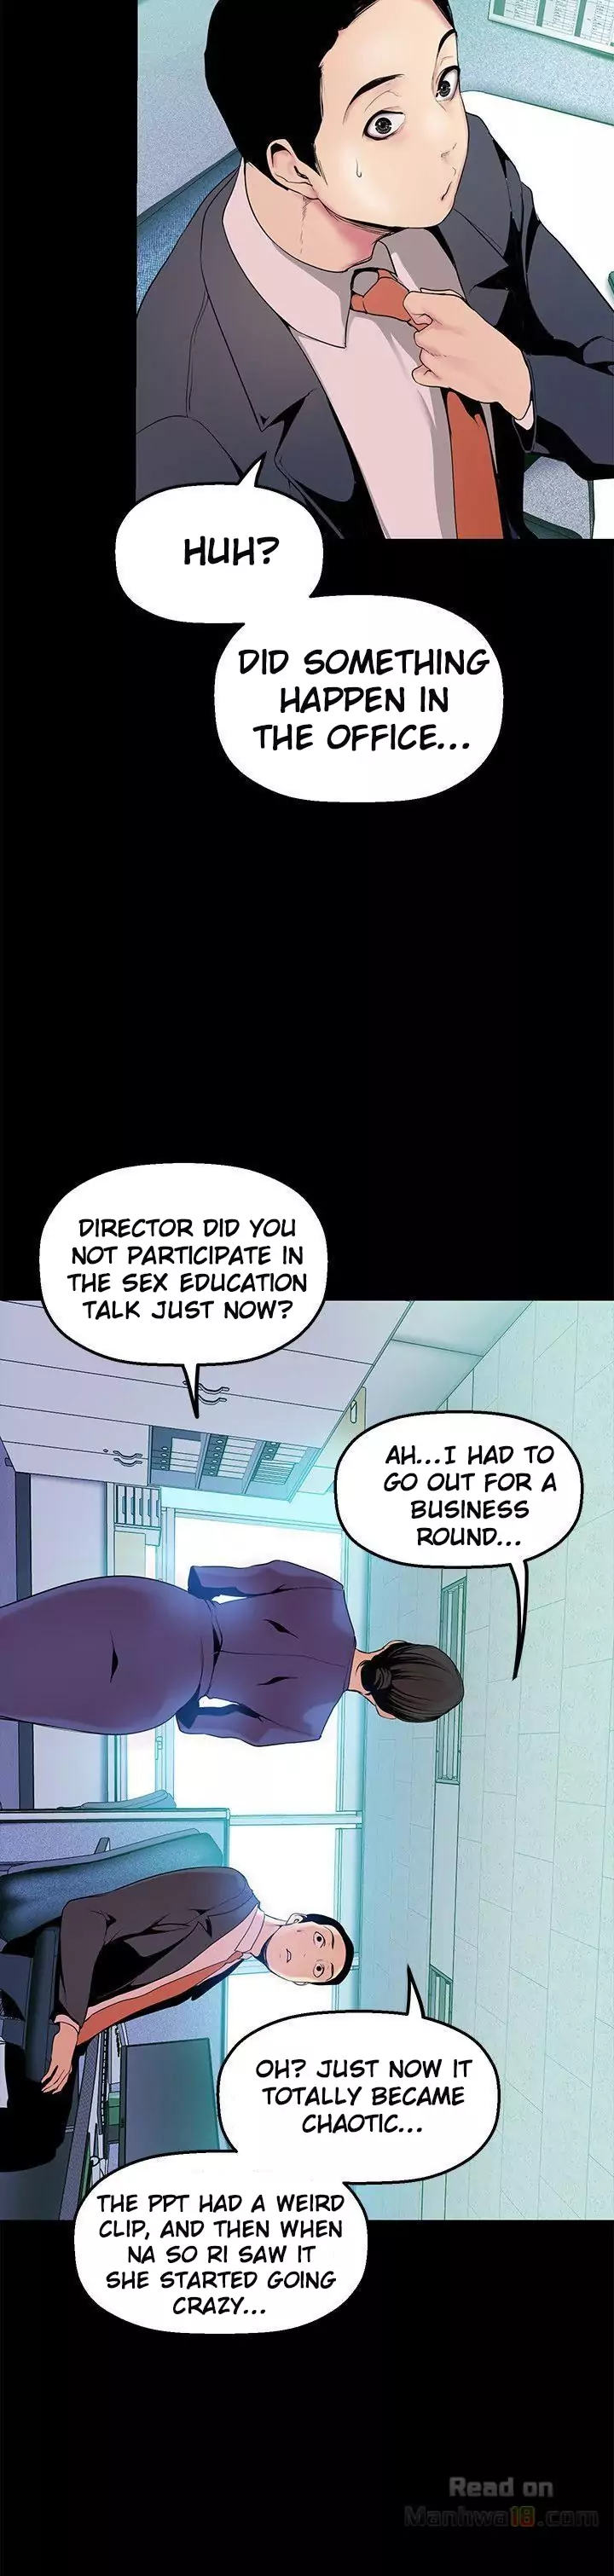 HUH?
DID SOMETHING
HAPPEN IN
THE OFFICE...
DIRECTOR DID YOU
NOT PARTICIPATE IN
THE SEX EDUCATION
TALK JUST NOW?
AH...I HAD TO
GO OUT FOR A
BUSINESS
ROUND...
OH? JUST NOW IT
TOTALLY BECAME
CHAOTIC...
THE PPT HAD A WEIRD
CLIP, AND THEN WHEN
NA SO RI SAW IT
SHE STARTED GOING
CRAZY...
Read on
Manhwa18.com